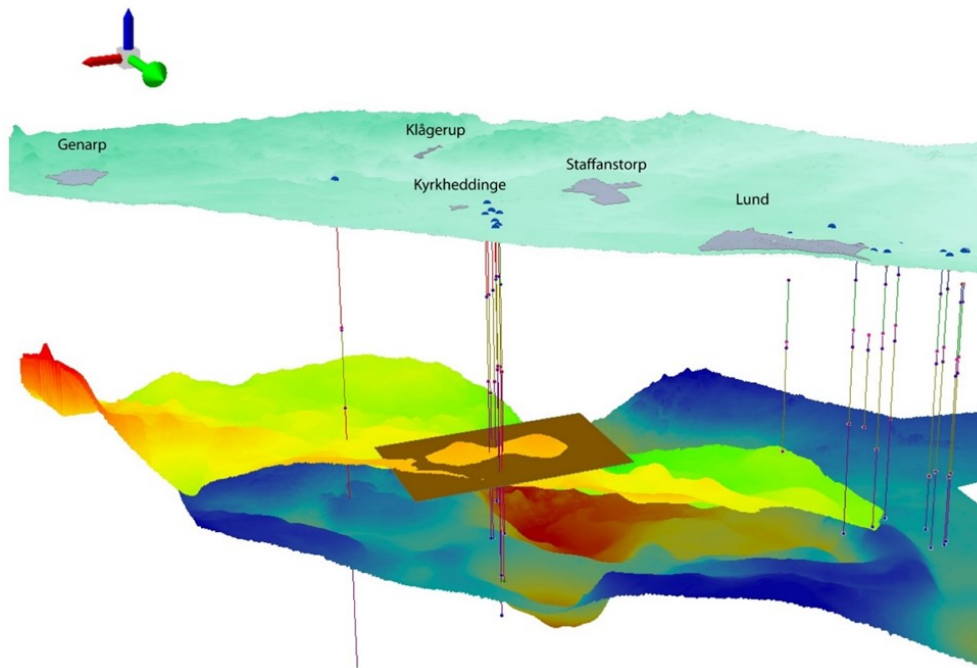 Genarp
Klågerup
Kyrkheddinge
Staffanstorp
Lund